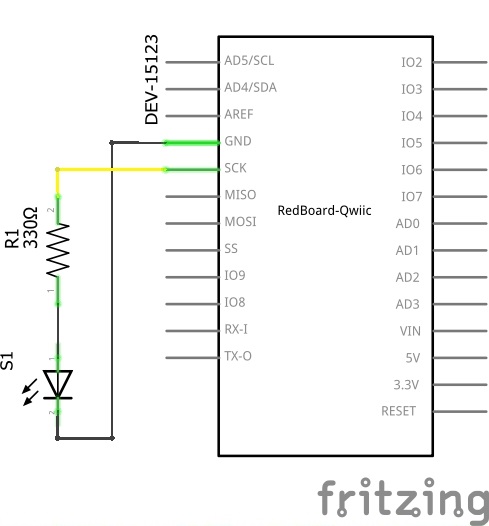 DEV-15123
AD5/SCL
AD4/SDA
AREF
GND
SCK
MISO
MOSI
SS
IO9
IO8
RX-I
TX-O
RedBoard-Qwiic
IO2
IO3
IO4
IO5
IO6
IO7
AD0
AD1
AD2
AD3
VIN
5V
3.3V
RESET
2
R1
330Ω
1
S1
1
2
fritzing